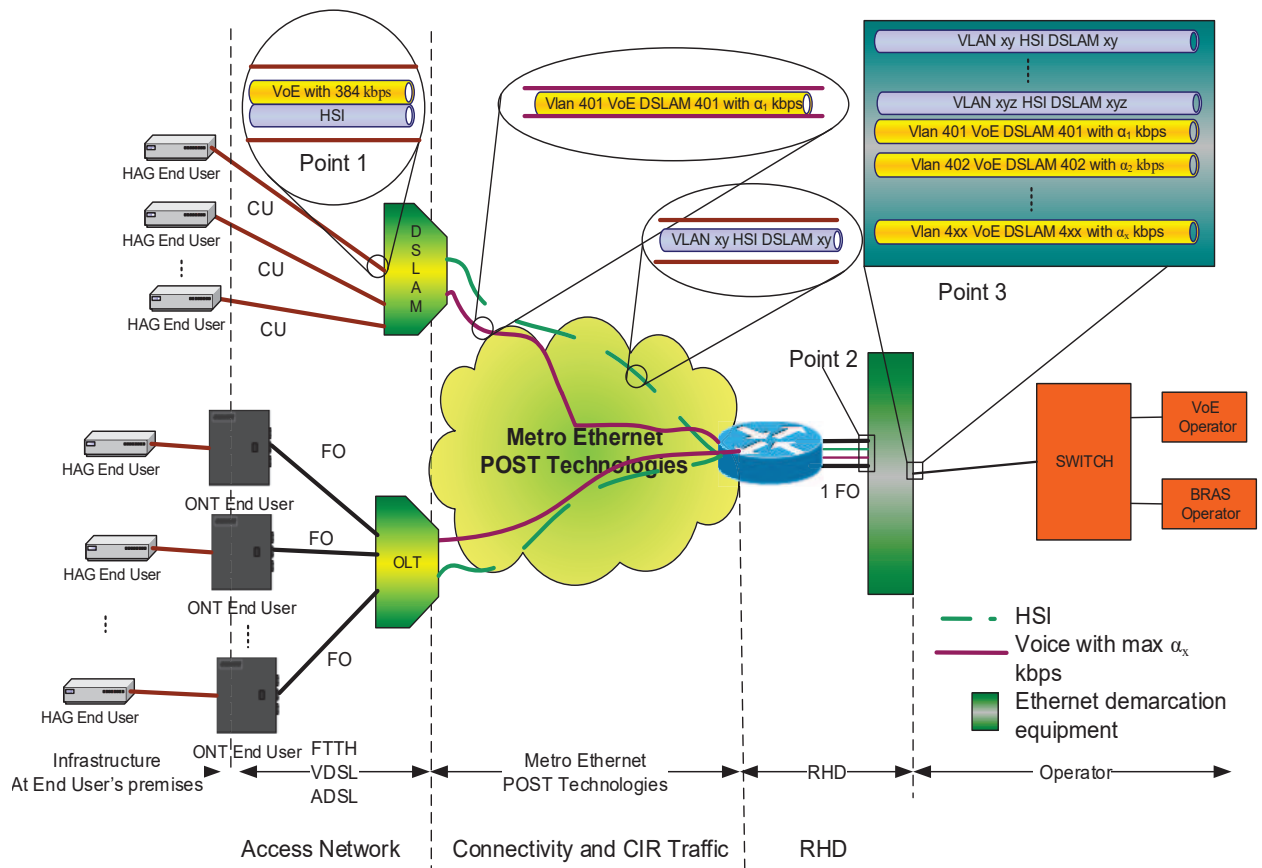 VoE with 384 kbps
HSI
Point 1
Vlan 401 VoE DSLAM 401 with α₁ kbps
VLAN xy HSI DSLAM xy
VLAN xy HSI DSLAM xy
VLAN xyz HSI DSLAM xyz
Vlan 401 VoE DSLAM 401 with α₁ kbps
Vlan 402 VoE DSLAM 402 with α₂ kbps
Vlan 4xx VoE DSLAM 4xx with αₓ kbps
Point 3
HAG End User
CU
HAG End User
CU
HAG End User
CU
DSLAM
Point 2
Metro Ethernet
POST Technologies
1 FO
SWITCH
VoE
Operator
BRAS
Operator
HAG End User
ONT End User
FO
HAG End User
ONT End User
FO
OLT
HAG End User
ONT End User
FO
HSI
Voice with max αₓ
kbps
Ethernet demarcation
equipment
Infrastructure
At End User's premises
FTTH
VDSL
ADSL
Metro Ethernet
POST Technologies
RHD
Operator
Access Network
Connectivity and CIR Traffic
RHD